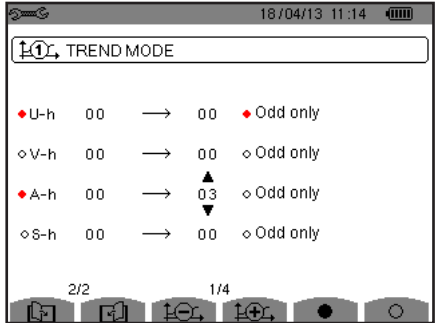 18/04/13 11:14
1 TREND MODE
U-h 00 → 00 Odd only
V-h 00 → 00 Odd only
A-h 00 → 03 Odd only
S-h 00 → 00 Odd only
2/2 1/4